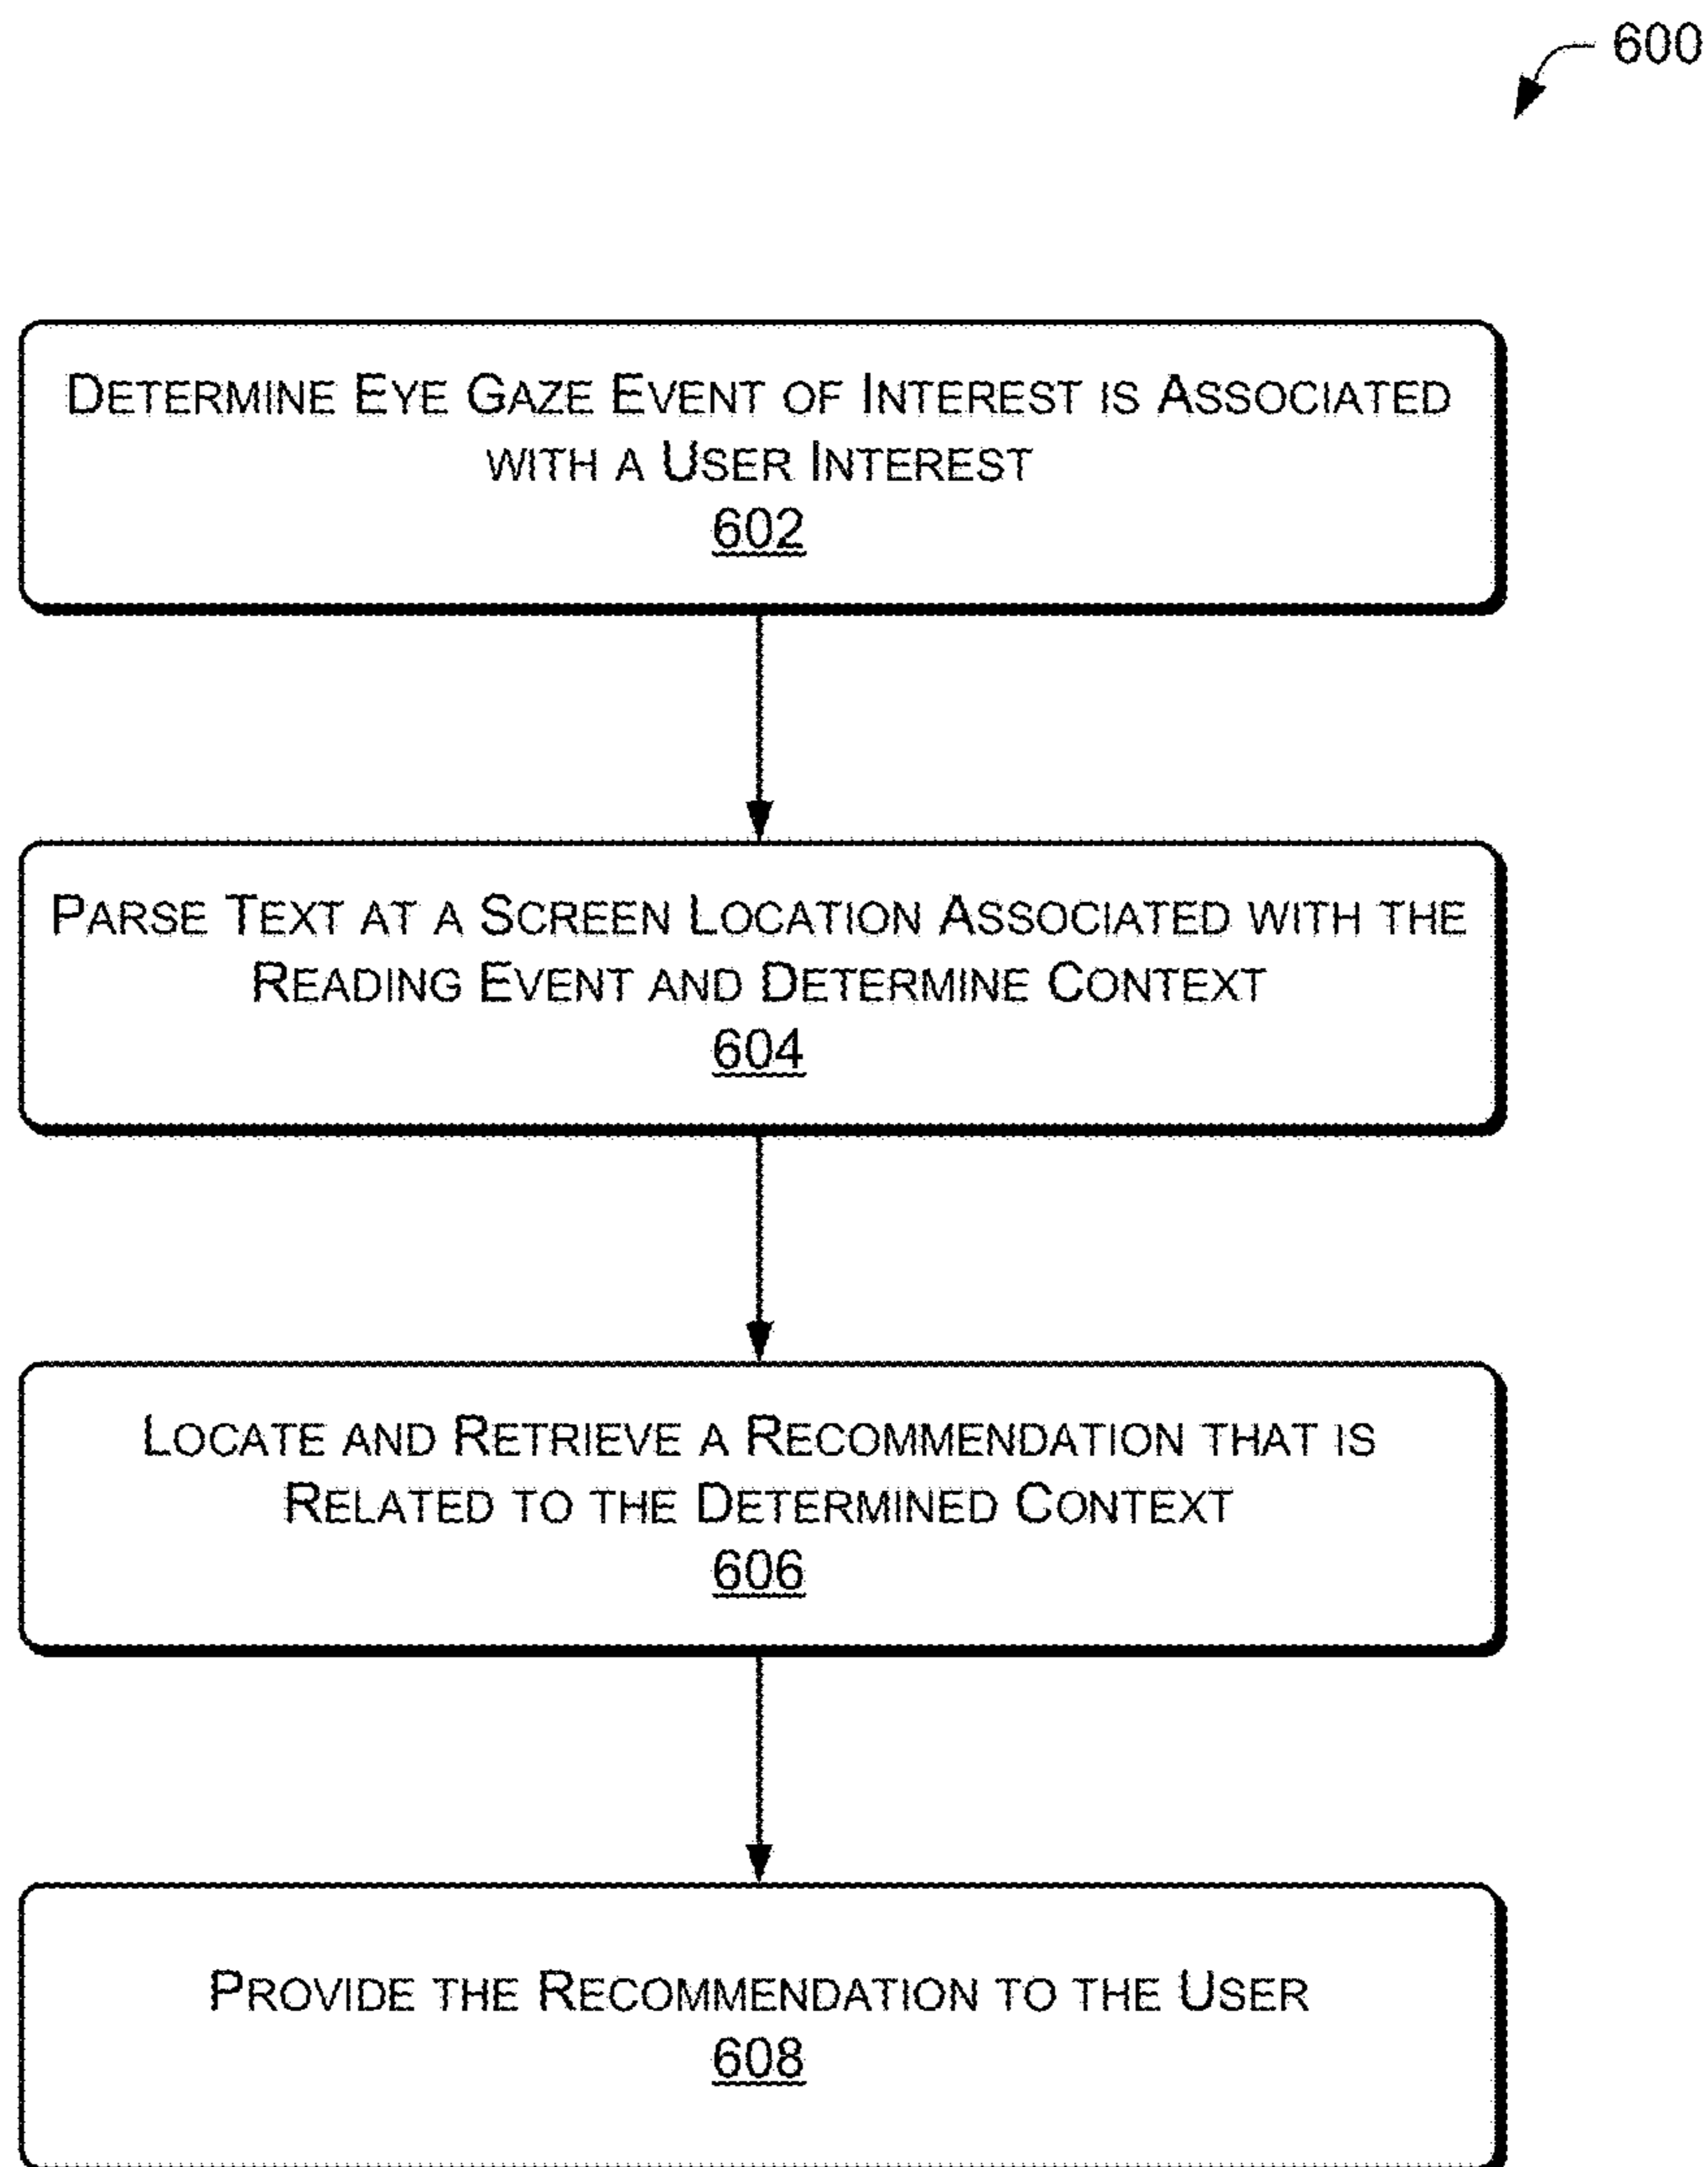 600
DETERMINE EYE GAZE EVENT OF INTEREST IS ASSOCIATED
WITH A USER INTEREST
602
PARSE TEXT AT A SCREEN LOCATION ASSOCIATED WITH THE
READING EVENT AND DETERMINE CONTEXT
604
LOCATE AND RETRIEVE A RECOMMENDATION THAT IS
RELATED TO THE DETERMINED CONTEXT
606
PROVIDE THE RECOMMENDATION TO THE USER
608